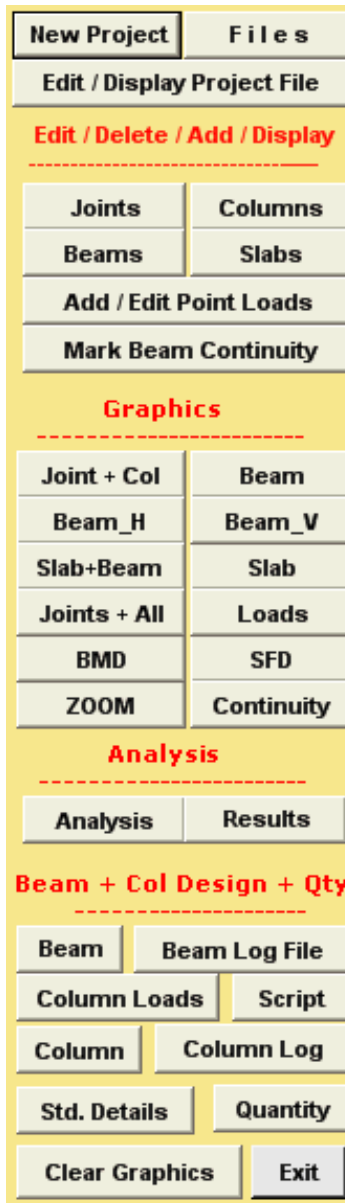 New Project F i l e s
Edit / Display Project File
Edit / Delete / Add / Display
Joints Columns
Beams Slabs
Add / Edit Point Loads
Mark Beam Continuity
Graphics
Joint + Col Beam
Beam_H Beam_V
Slab+Beam Slab
Joints + All Loads
BMD SFD
ZOOM Continuity
Analysis
Analysis Results
Beam + Col Design + Qty
Beam Beam Log File
Column Loads Script
Column Column Log
Std. Details Quantity
Clear Graphics Exit